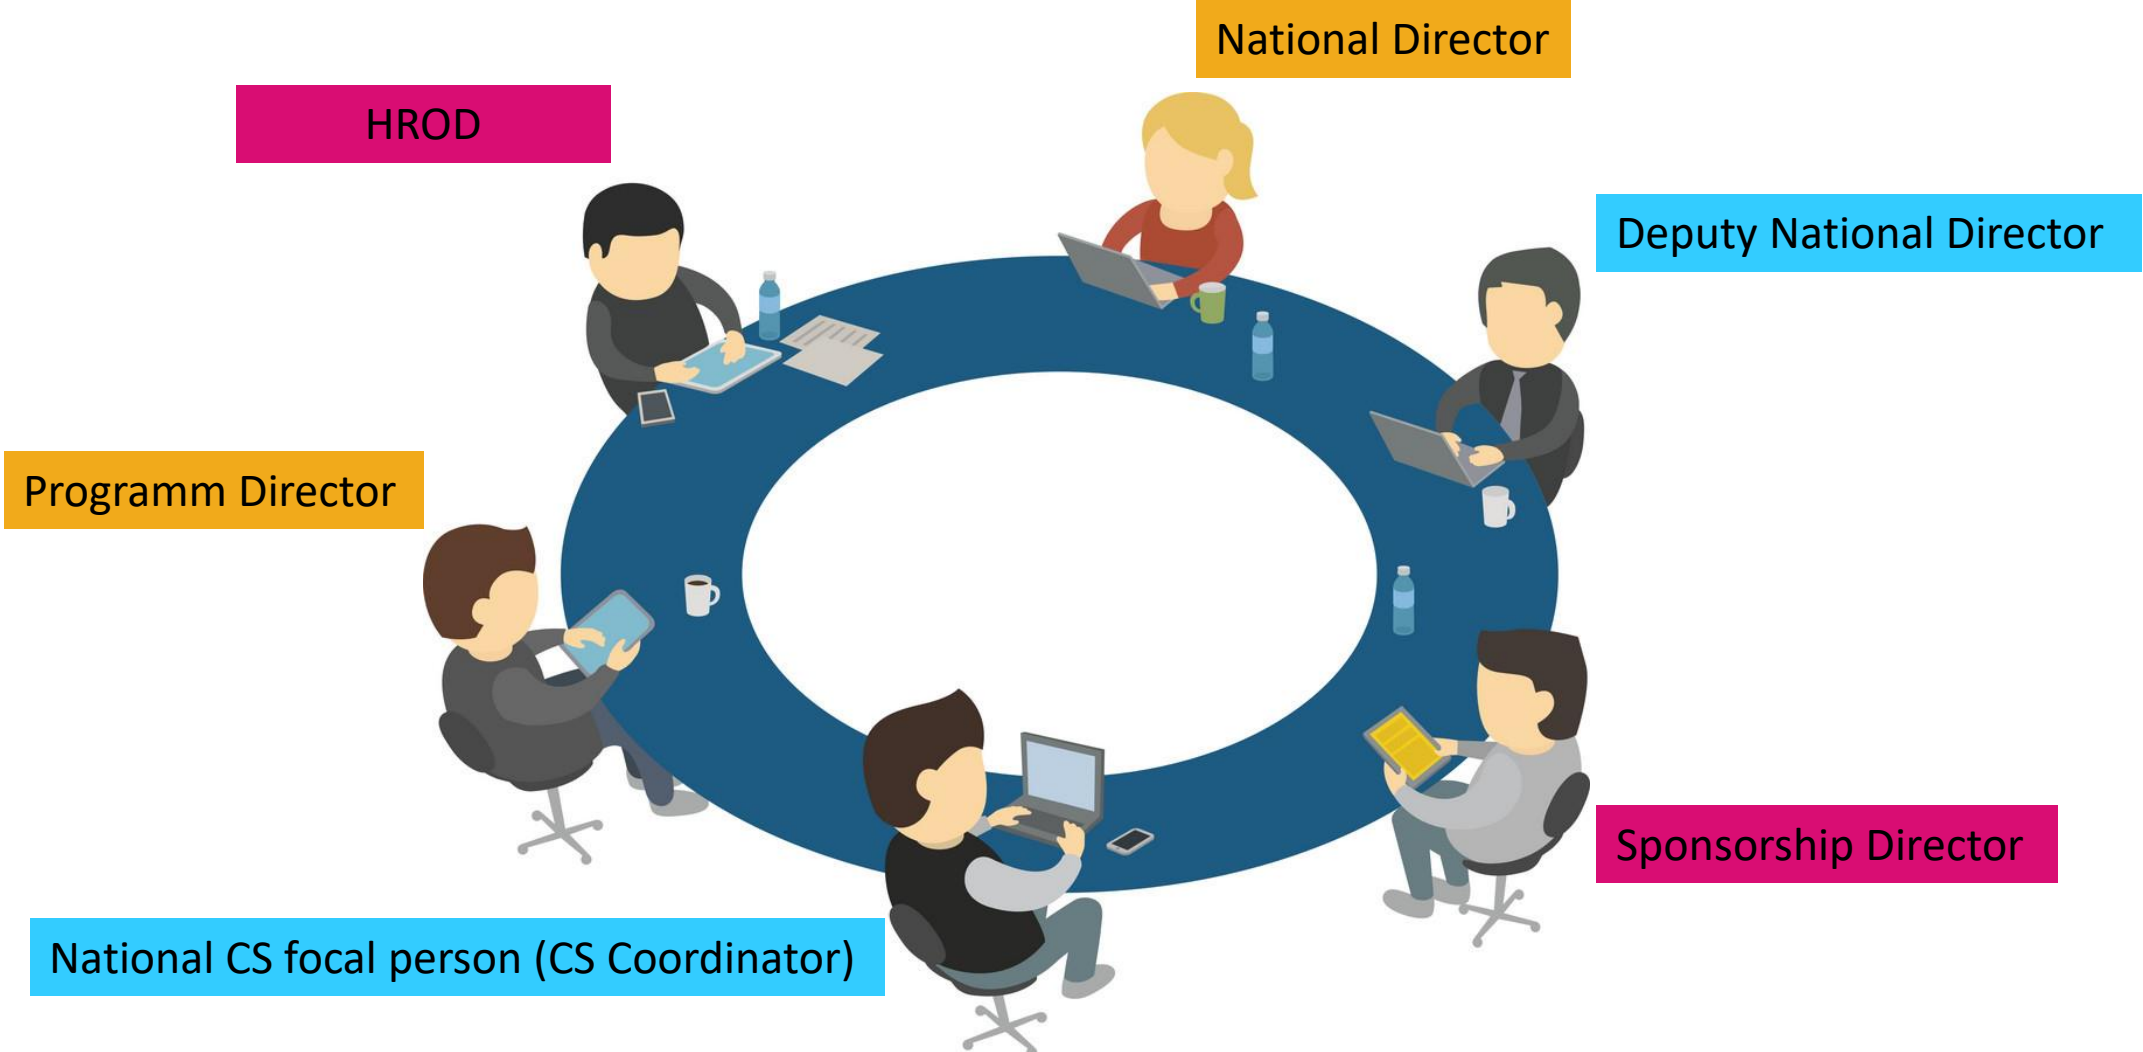 National Director
HROD
Deputy National Director
Programm Director
Sponsorship Director
National CS focal person (CS Coordinator)